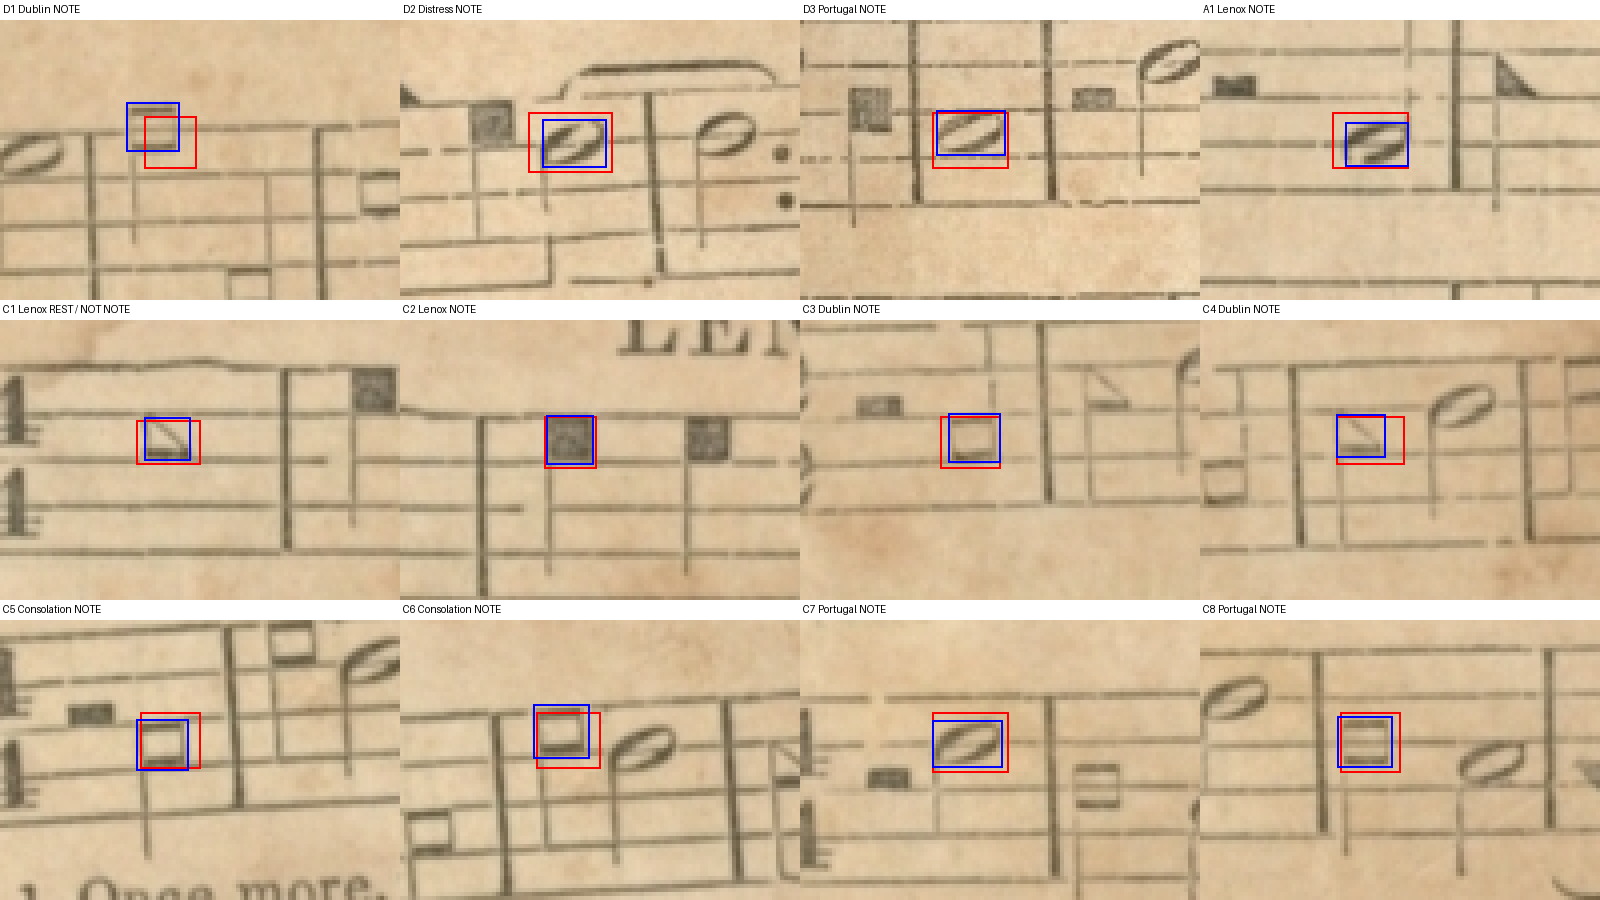 D1 Dublin NOTE
D2 Distress NOTE
D3 Portugal NOTE
A1 Lenox NOTE
C1 Lenox REST / NOT NOTE
C2 Lenox NOTE
C3 Dublin NOTE
C4 Dublin NOTE
LEN
C5 Consolation NOTE
C6 Consolation NOTE
C7 Portugal NOTE
C8 Portugal NOTE
1. Once more,